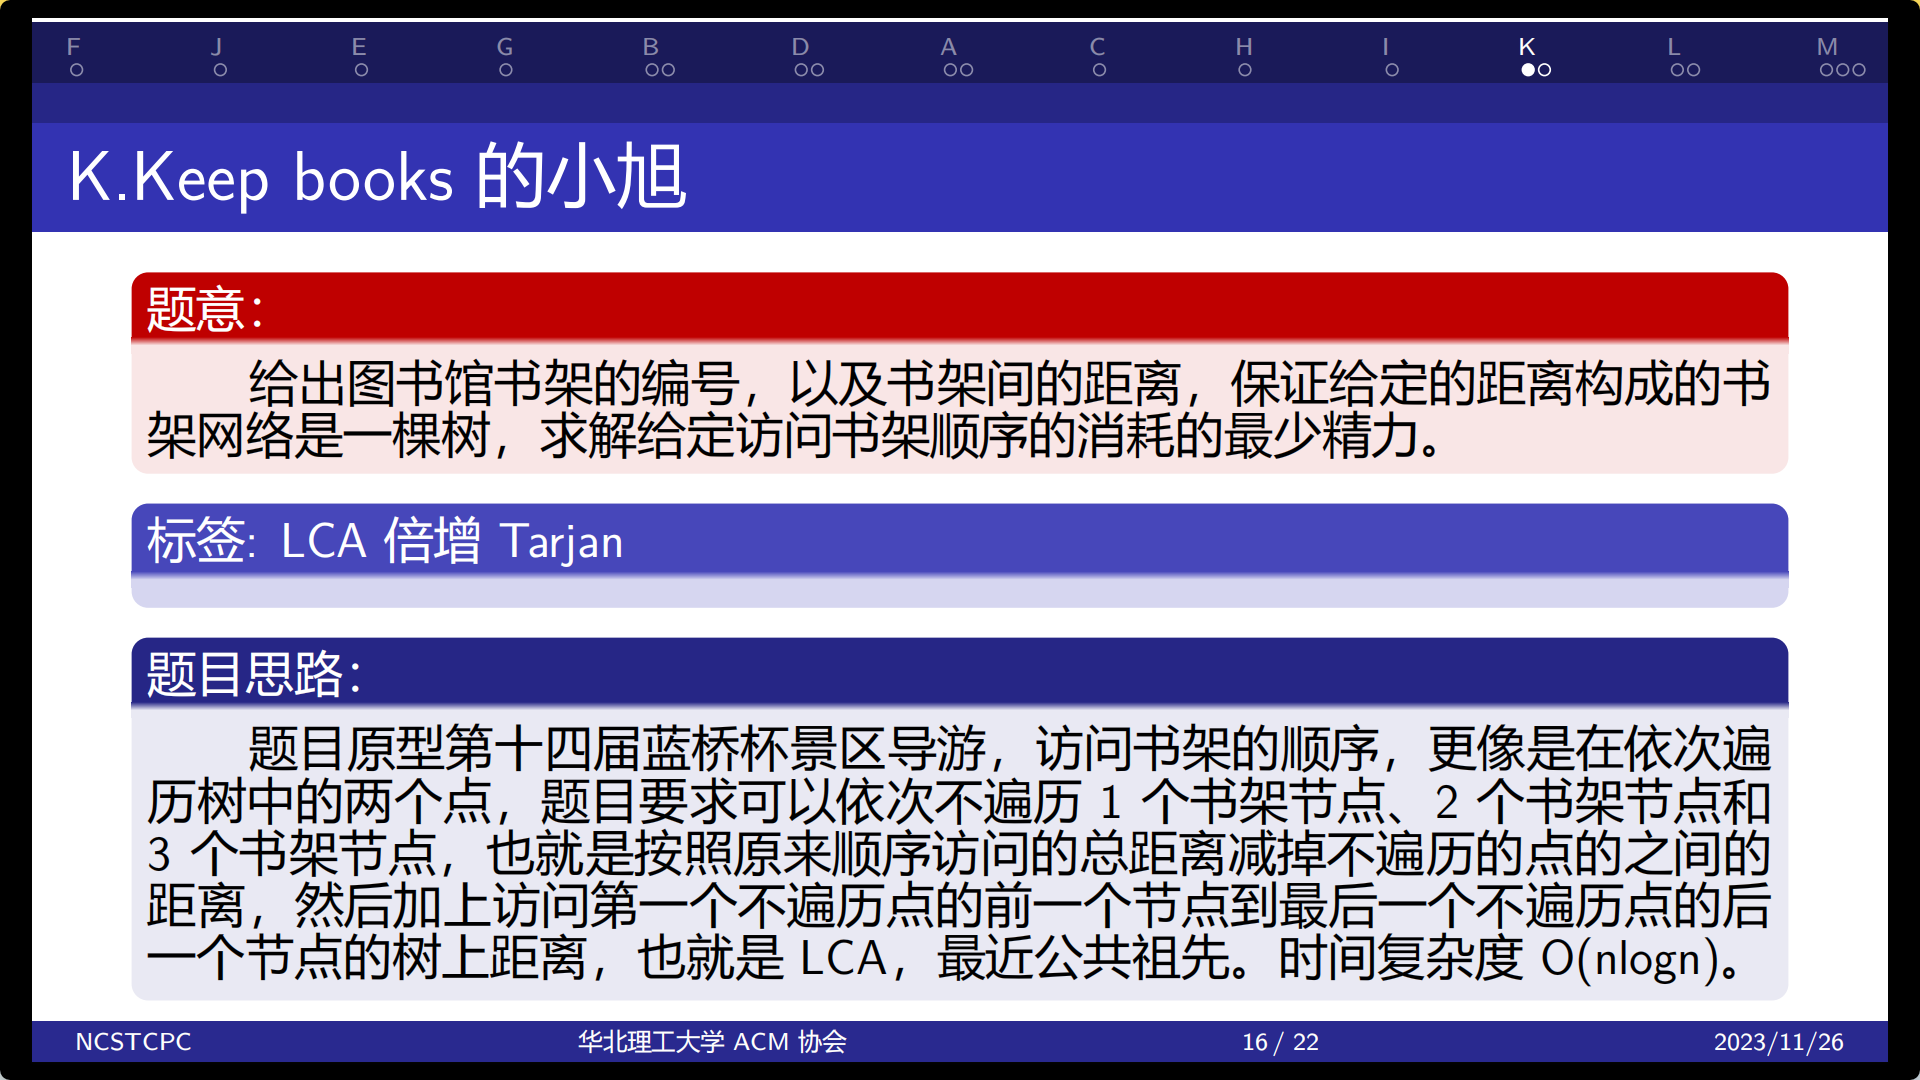 F J E G B D A C H I K L M
K.Keep books 的小旭
题意：
给出图书馆书架的编号，以及书架间的距离，保证给定的距离构成的书
架网络是一棵树，求解给定访问书架顺序的消耗的最少精力。
标签: LCA 倍增 Tarjan
题目思路：
题目原型第十四届蓝桥杯景区导游，访问书架的顺序，更像是在依次遍
历树中的两个点，题目要求可以依次不遍历 1 个书架节点、2 个书架节点和
3 个书架节点，也就是按照原来顺序访问的总距离减掉不遍历的点的之间的
距离，然后加上访问第一个不遍历点的前一个节点到最后一个不遍历点的后
一个节点的树上距离，也就是 LCA，最近公共祖先。时间复杂度 O(nlogn)。
NCSTCPC 华北理工大学 ACM 协会 16 / 22 2023/11/26